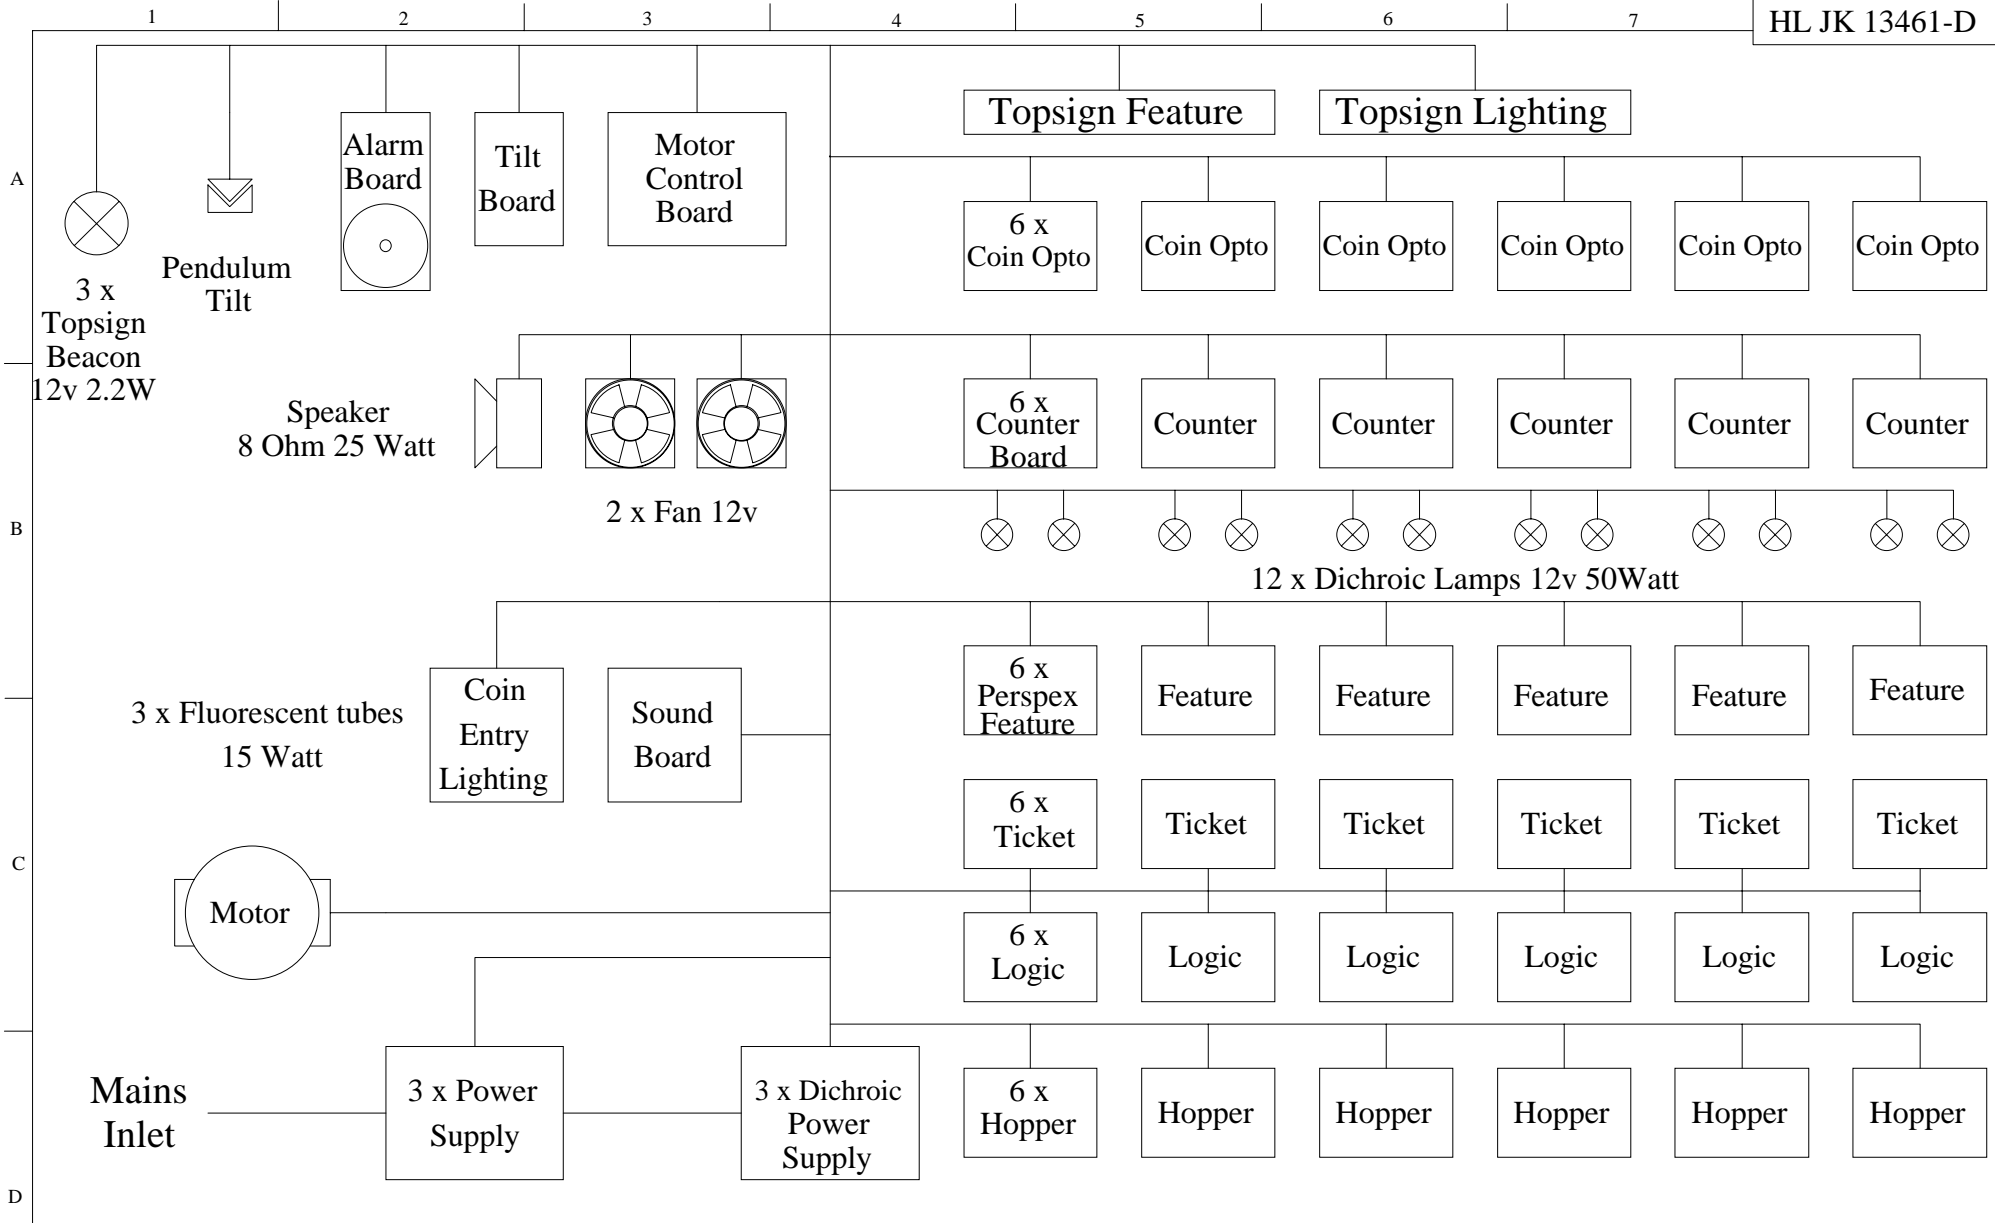 1 2 3 4 5 6 7
HL JK 13461-D
Topsign Feature
Topsign Lighting
A
Alarm
Board
Tilt
Board
Motor
Control
Board
6 x
Coin Opto
Coin Opto
Coin Opto
Coin Opto
Coin Opto
Coin Opto
3 x
Topsign
Beacon
12v 2.2W
Pendulum
Tilt
Speaker
8 Ohm 25 Watt
2 x Fan 12v
6 x
Counter
Board
Counter
Counter
Counter
Counter
Counter
B
12 x Dichroic Lamps 12v 50Watt
3 x Fluorescent tubes
15 Watt
Coin
Entry
Lighting
Sound
Board
6 x
Perspex
Feature
Feature
Feature
Feature
Feature
Feature
6 x
Ticket
Ticket
Ticket
Ticket
Ticket
Ticket
C
Motor
6 x
Logic
Logic
Logic
Logic
Logic
Logic
Mains
Inlet
3 x Power
Supply
3 x Dichroic
Power
Supply
6 x
Hopper
Hopper
Hopper
Hopper
Hopper
Hopper
D